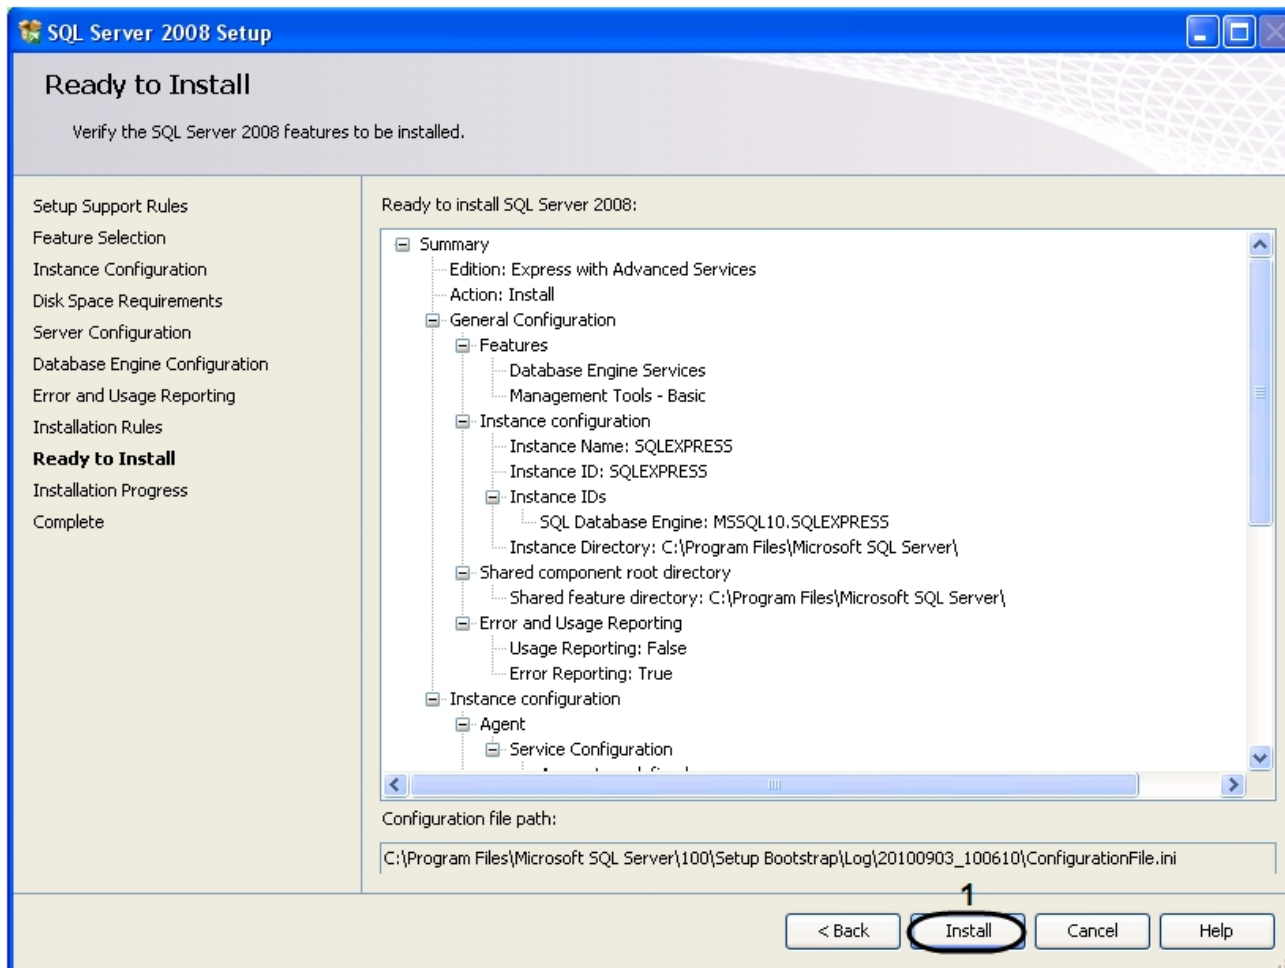 SQL Server 2008 Setup
Ready to Install
Verify the SQL Server 2008 features to be installed.
Setup Support Rules
Feature Selection
Instance Configuration
Disk Space Requirements
Server Configuration
Database Engine Configuration
Error and Usage Reporting
Installation Rules
Ready to Install
Installation Progress
Complete
Ready to install SQL Server 2008:
Summary
Edition: Express with Advanced Services
Action: Install
General Configuration
Features
Database Engine Services
Management Tools - Basic
Instance configuration
Instance Name: SQLEXPRESS
Instance ID: SQLEXPRESS
Instance IDs
SQL Database Engine: MSSQL10.SQLEXPRESS
Instance Directory: C:\Program Files\Microsoft SQL Server\
Shared component root directory
Shared feature directory: C:\Program Files\Microsoft SQL Server\
Error and Usage Reporting
Usage Reporting: False
Error Reporting: True
Instance configuration
Agent
Service Configuration
Configuration file path:
C:\Program Files\Microsoft SQL Server\100\Setup Bootstrap\Log\20100903_100610\ConfigurationFile.ini
1
< Back
Install
Cancel
Help